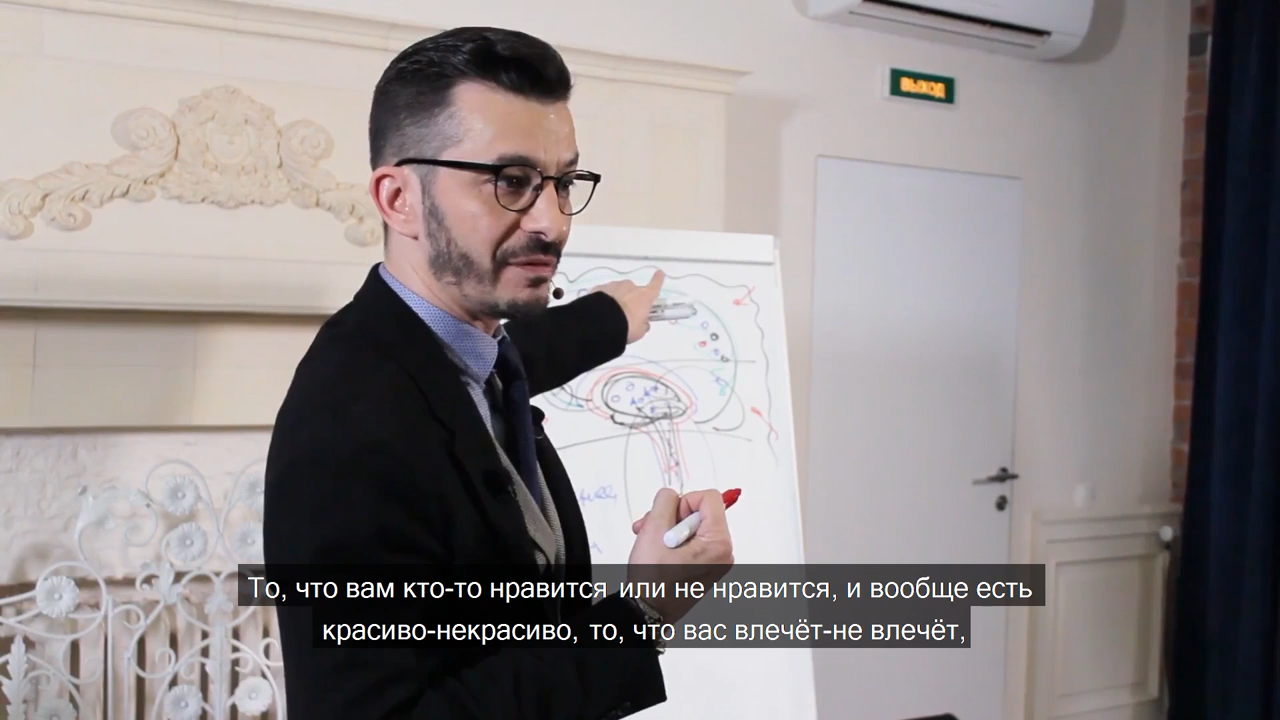 ВЫХОД
То, что вам кто-то нравится или не нравится, и вообще есть
красиво-некрасиво, то, что вас влечёт-не влечёт,